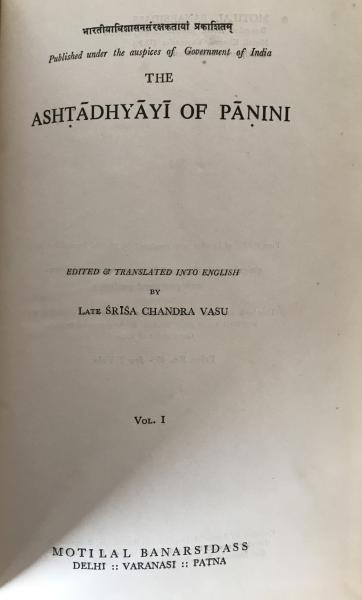 भारतीयाधिशासनसंरक्षकतायां प्रकाशितम्
Published under the auspices of Government of India
THE
ASHṬĀDHYĀYĪ OF PĀṆINI
EDITED & TRANSLATED INTO ENGLISH
BY
LATE ŚRĪŚA CHANDRA VASU
VOL. I
MOTILAL BANARSIDASS
DELHI :: VARANASI :: PATNA